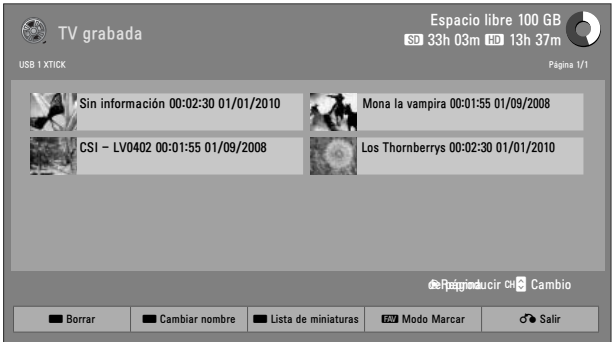 TV grabada
Espacio libre 100 GB
SD 33h 03m HD 13h 37m
USB 1 XTICK
Página 1/1
Sin información 00:02:30 01/01/2010
Mona la vampira 00:01:55 01/09/2008
CSI – LV0402 00:01:55 01/09/2008
Los Thornberrys 00:02:30 01/01/2010
CH Cambio
Borrar
Cambiar nombre
Lista de miniaturas
FAV Modo Marcar
Salir